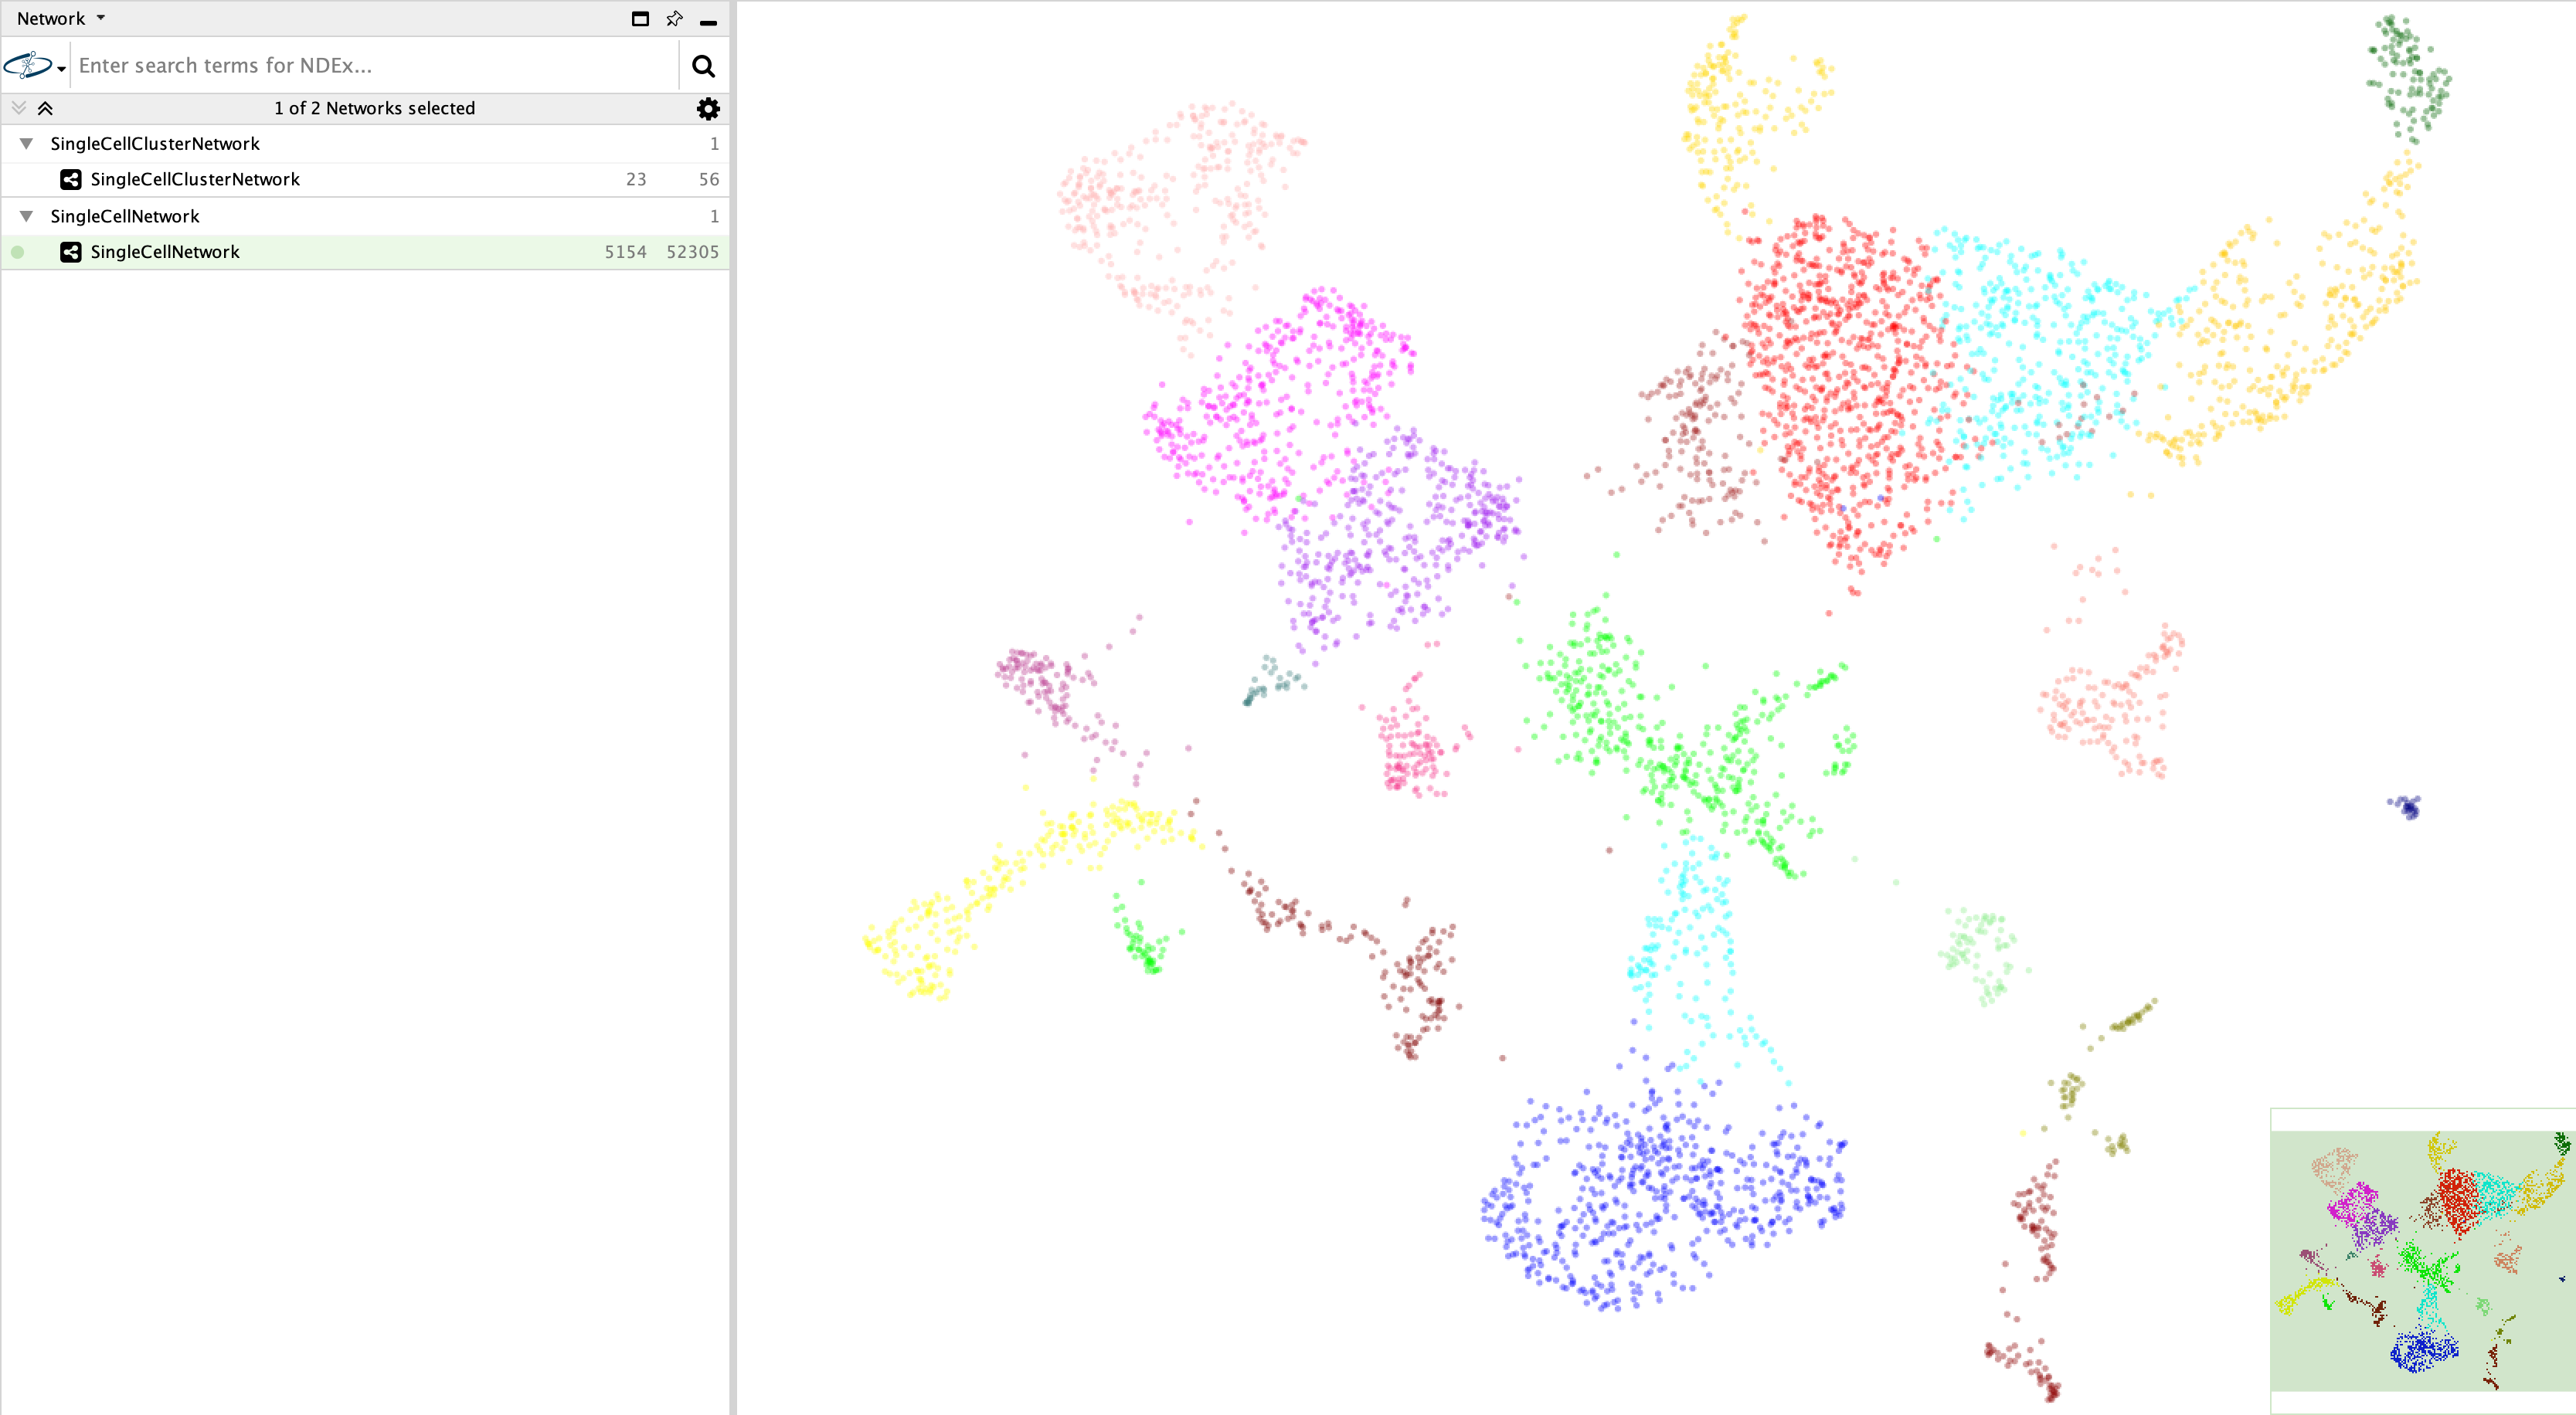 Network
Enter search terms for NDEx...
1 of 2 Networks selected
SingleCellClusterNetwork 1
SingleCellClusterNetwork 23 56
SingleCellNetwork 1
SingleCellNetwork 5154 52305